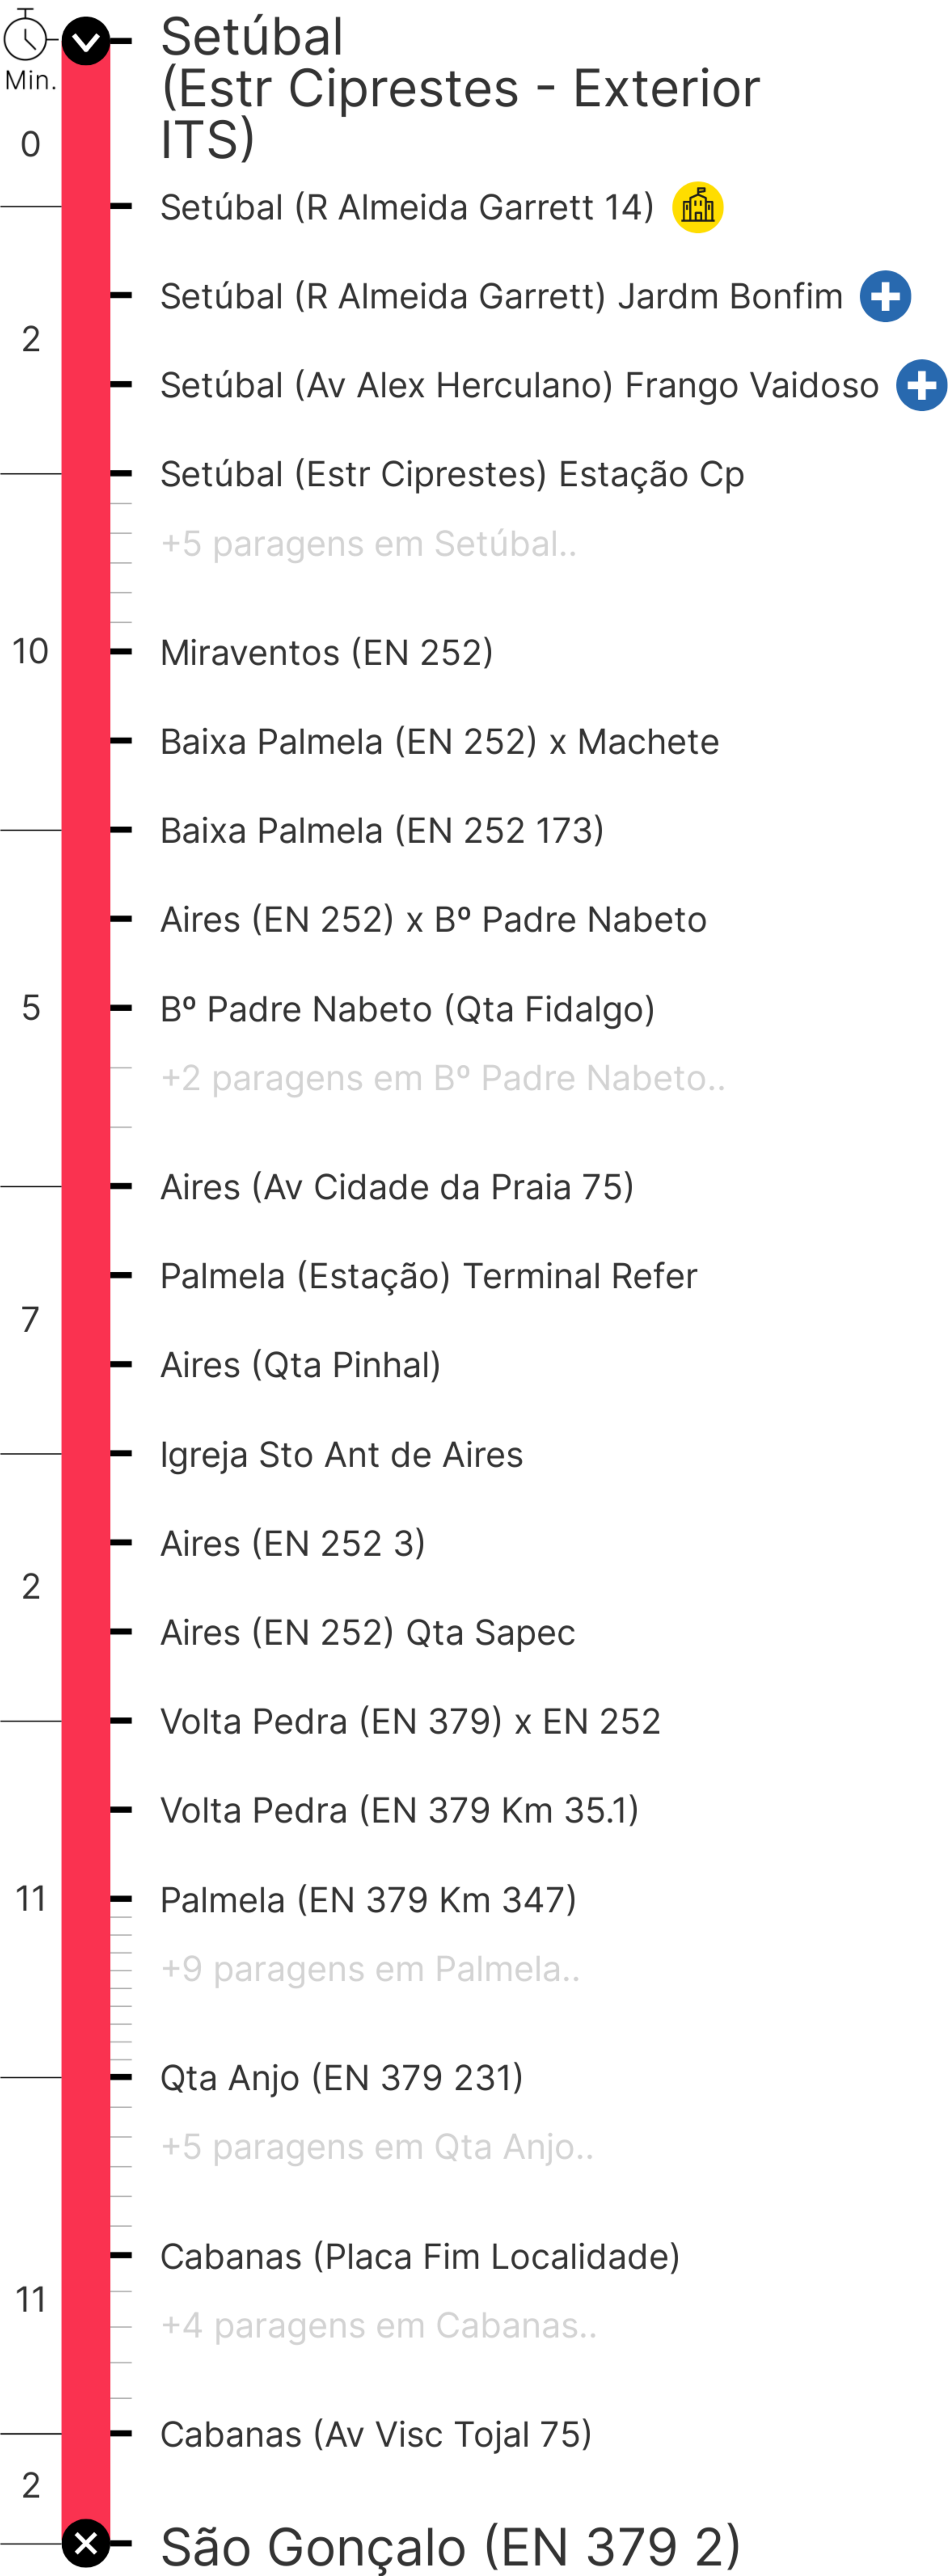 Setúbal
Min.
(Estr Ciprestes - Exterior
0
ITS)
Setúbal (R Almeida Garrett 14)
Setúbal (R Almeida Garrett) Jardm Bonfim
2
Setúbal (Av Alex Herculano) Frango Vaidoso
Setúbal (Estr Ciprestes) Estação Cp
+5 paragens em Setúbal..
10
Miraventos (EN 252)
Baixa Palmela (EN 252) x Machete
Baixa Palmela (EN 252 173)
Aires (EN 252) x Bº Padre Nabeto
5
Bº Padre Nabeto (Qta Fidalgo)
+2 paragens em Bº Padre Nabeto..
Aires (Av Cidade da Praia 75)
Palmela (Estação) Terminal Refer
7
Aires (Qta Pinhal)
Igreja Sto Ant de Aires
Aires (EN 252 3)
2
Aires (EN 252) Qta Sapec
Volta Pedra (EN 379) x EN 252
Volta Pedra (EN 379 Km 35.1)
11
Palmela (EN 379 Km 347)
+9 paragens em Palmela..
Qta Anjo (EN 379 231)
+5 paragens em Qta Anjo..
Cabanas (Placa Fim Localidade)
11
+4 paragens em Cabanas..
Cabanas (Av Visc Tojal 75)
2
São Gonçalo (EN 379 2)